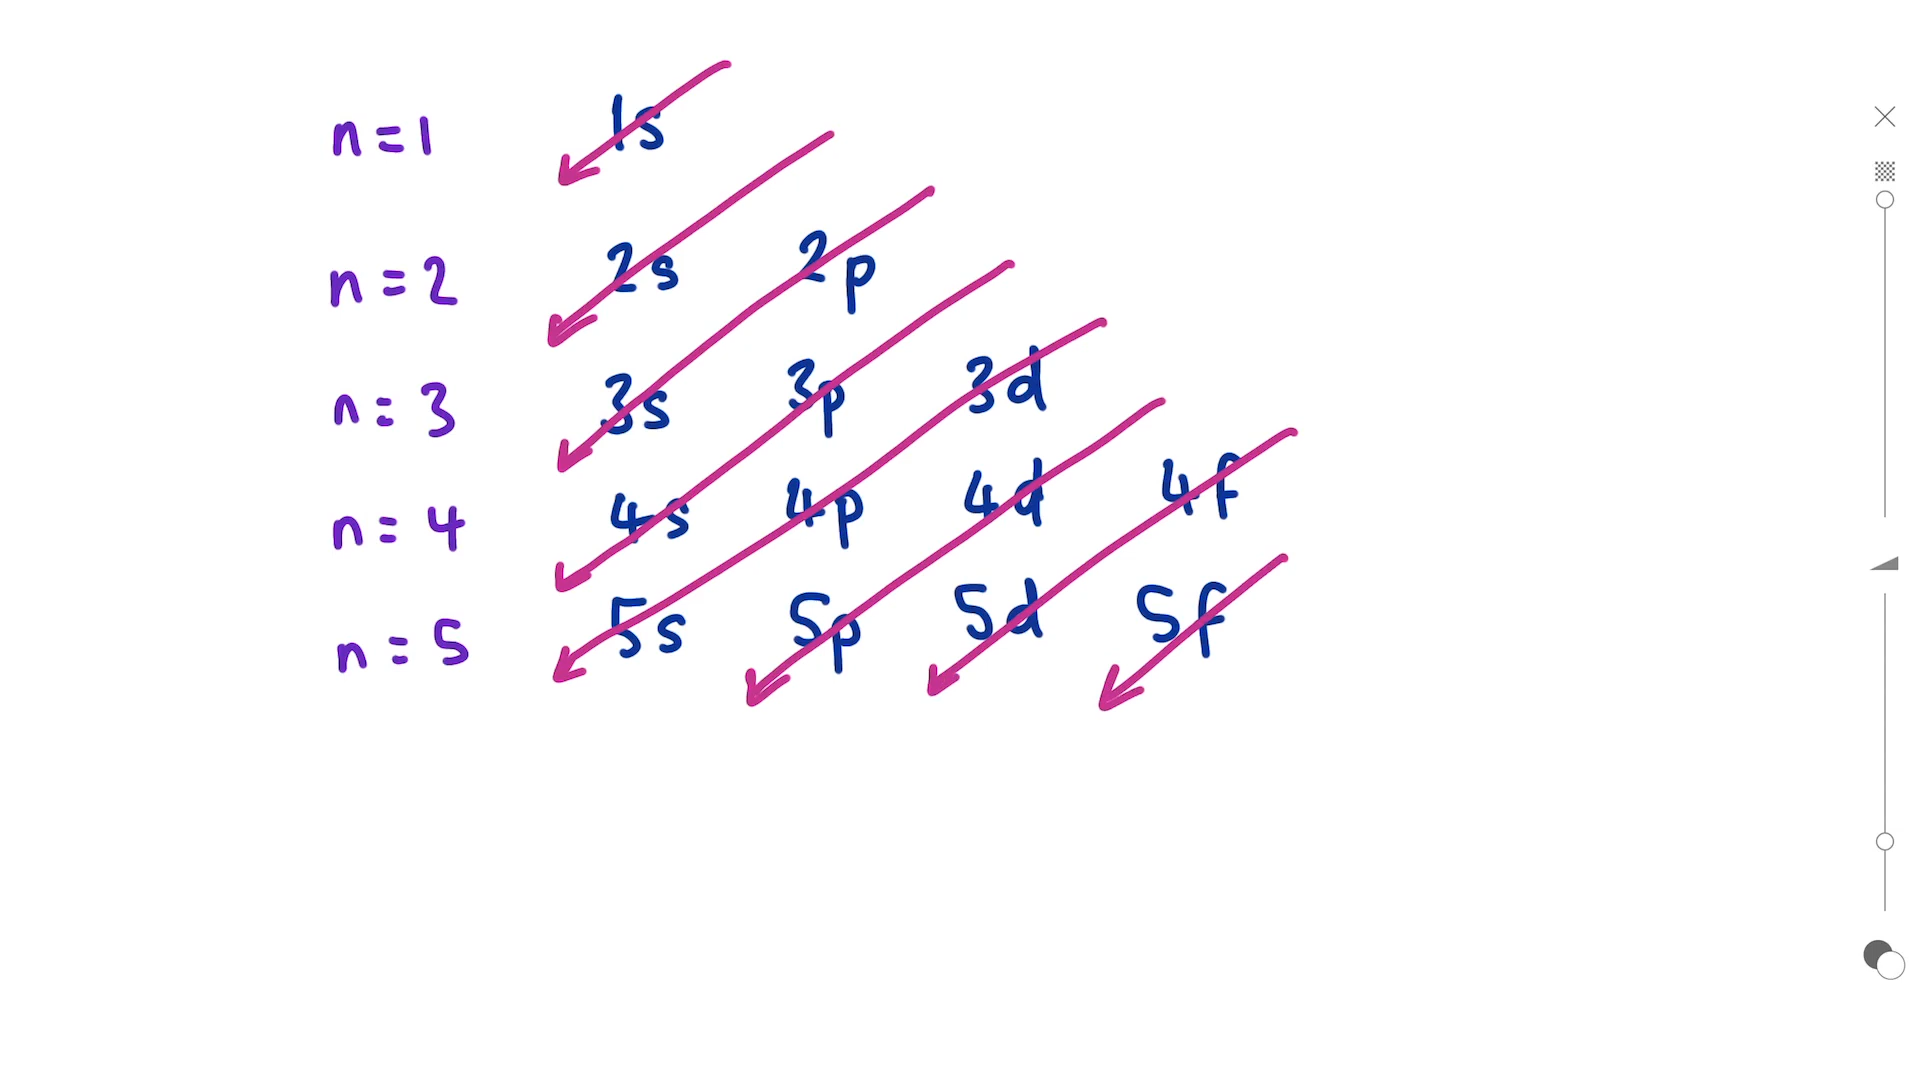 n=1 1s
n=2 2s 2p
n=3 3s 3p 3d
n=4 4s 4p 4d 4f
n=5 5s 5p 5d 5f